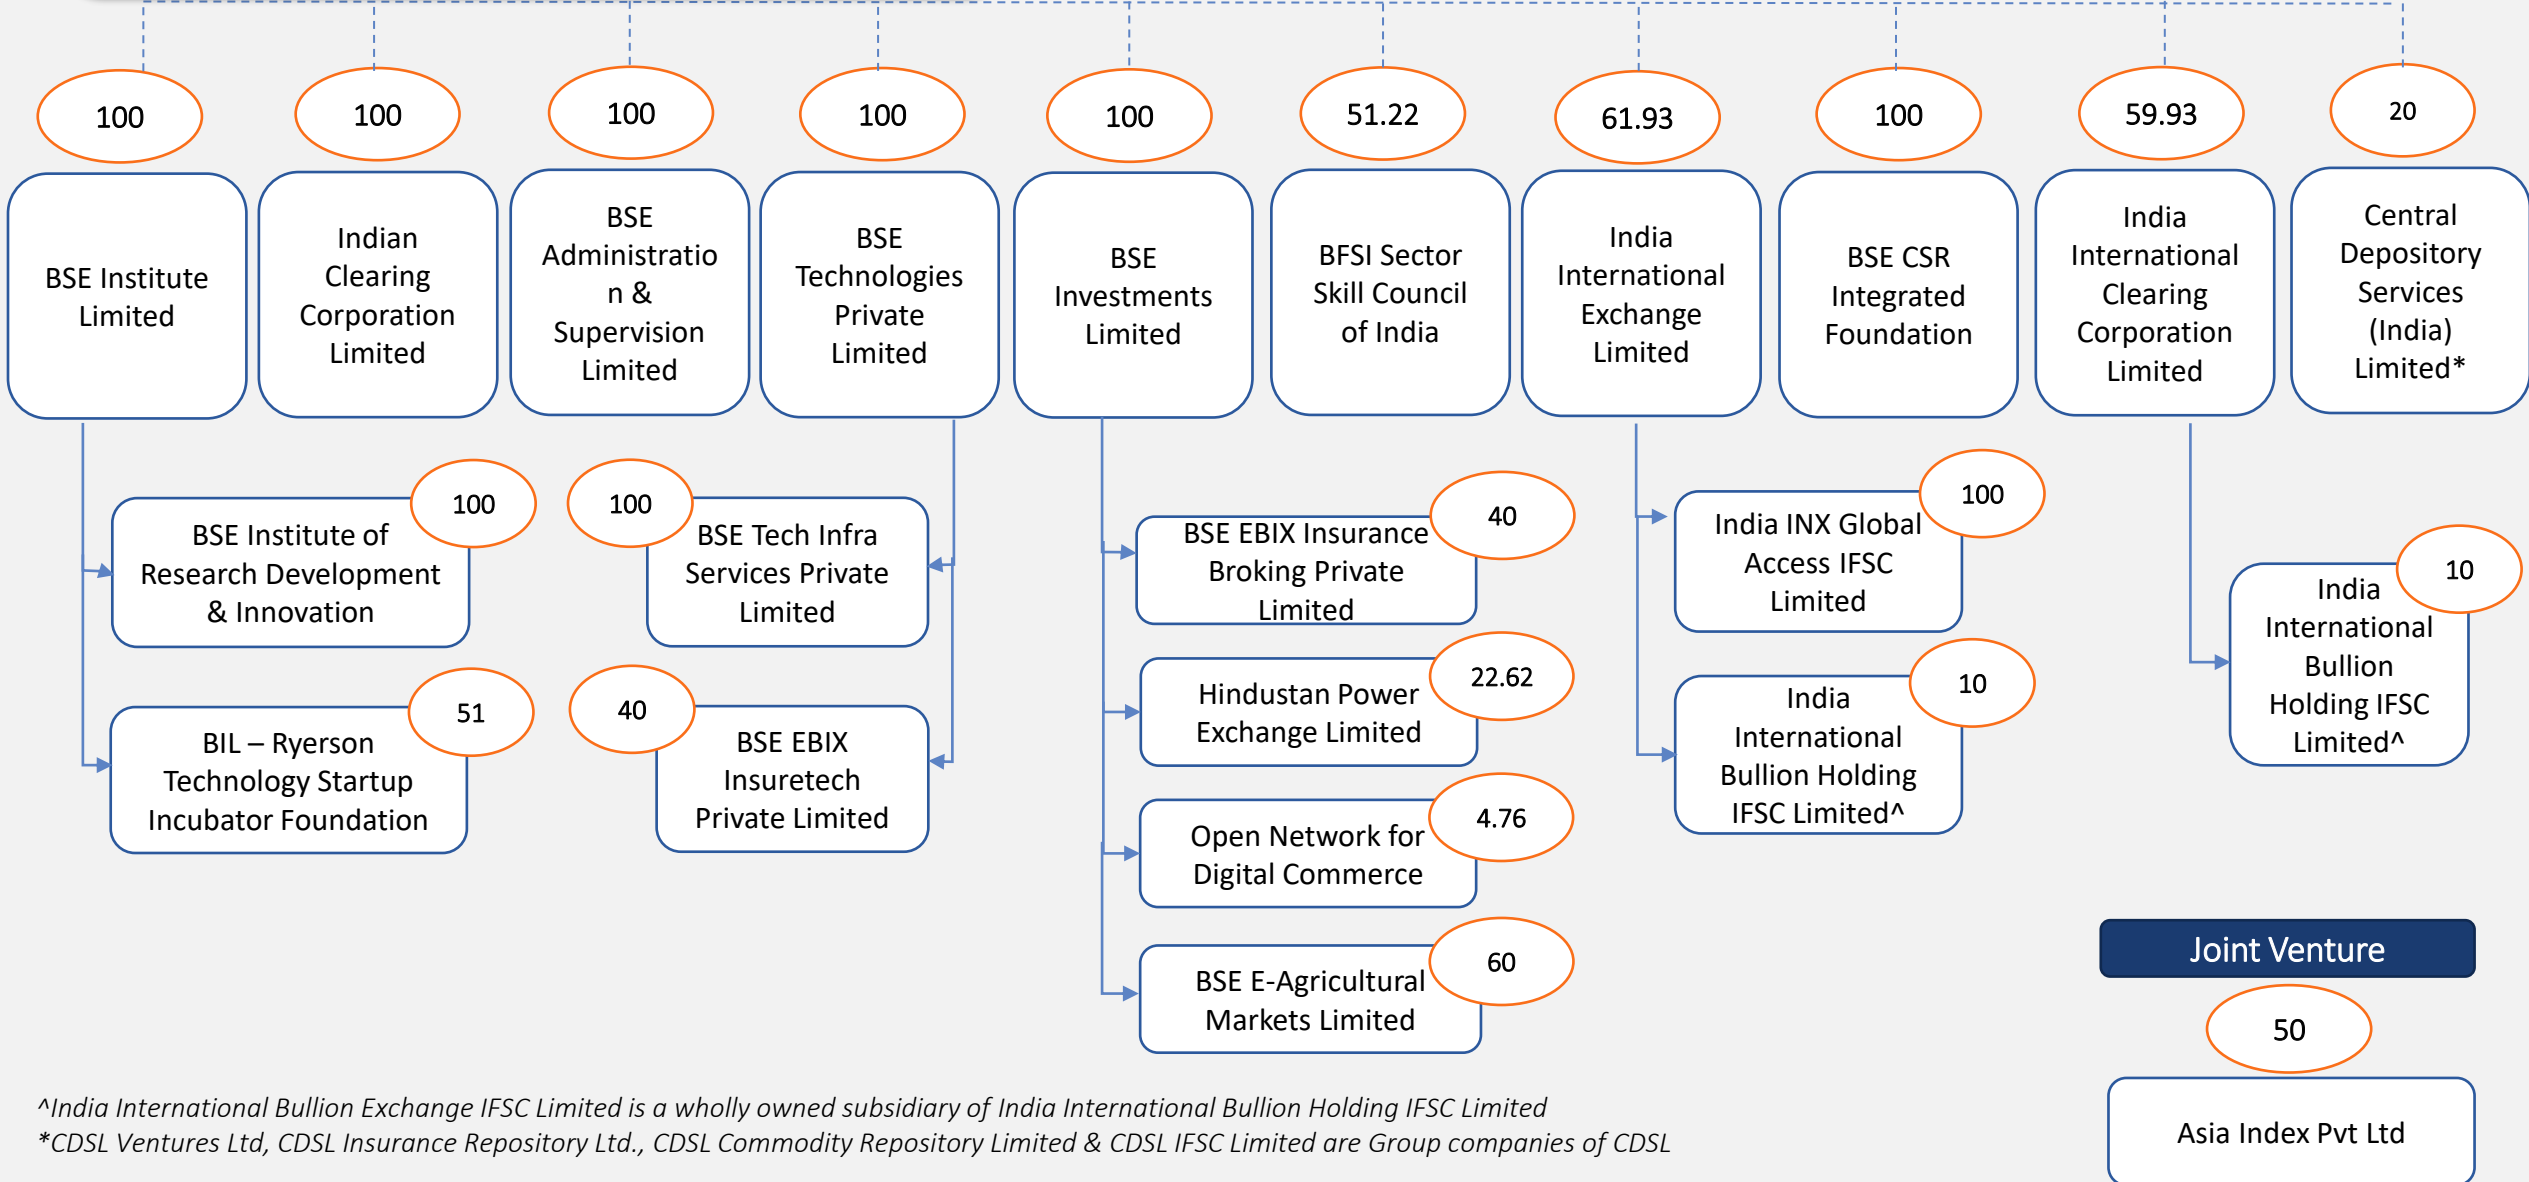 100
100
100
100
100
51.22
61.93
100
59.93
20
BSE Institute
Limited
Indian
Clearing
Corporation
Limited
BSE
Administratio
n &
Supervision
Limited
BSE
Technologies
Private
Limited
BSE
Investments
Limited
BFSI Sector
Skill Council
of India
India
International
Exchange
Limited
BSE CSR
Integrated
Foundation
India
International
Clearing
Corporation
Limited
Central
Depository
Services
(India)
Limited*
100
BSE Institute of
Research Development
& Innovation
51
BIL – Ryerson
Technology Startup
Incubator Foundation
100
BSE Tech Infra
Services Private
Limited
40
BSE EBIX
Insuretech
Private Limited
40
BSE EBIX Insurance
Broking Private
Limited
22.62
Hindustan Power
Exchange Limited
4.76
Open Network for
Digital Commerce
60
BSE E-Agricultural
Markets Limited
100
India INX Global
Access IFSC
Limited
10
India
International
Bullion Holding
IFSC Limited^
10
India
International
Bullion
Holding IFSC
Limited^
Joint Venture
50
Asia Index Pvt Ltd
^India International Bullion Exchange IFSC Limited is a wholly owned subsidiary of India International Bullion Holding IFSC Limited
*CDSL Ventures Ltd, CDSL Insurance Repository Ltd., CDSL Commodity Repository Limited & CDSL IFSC Limited are Group companies of CDSL